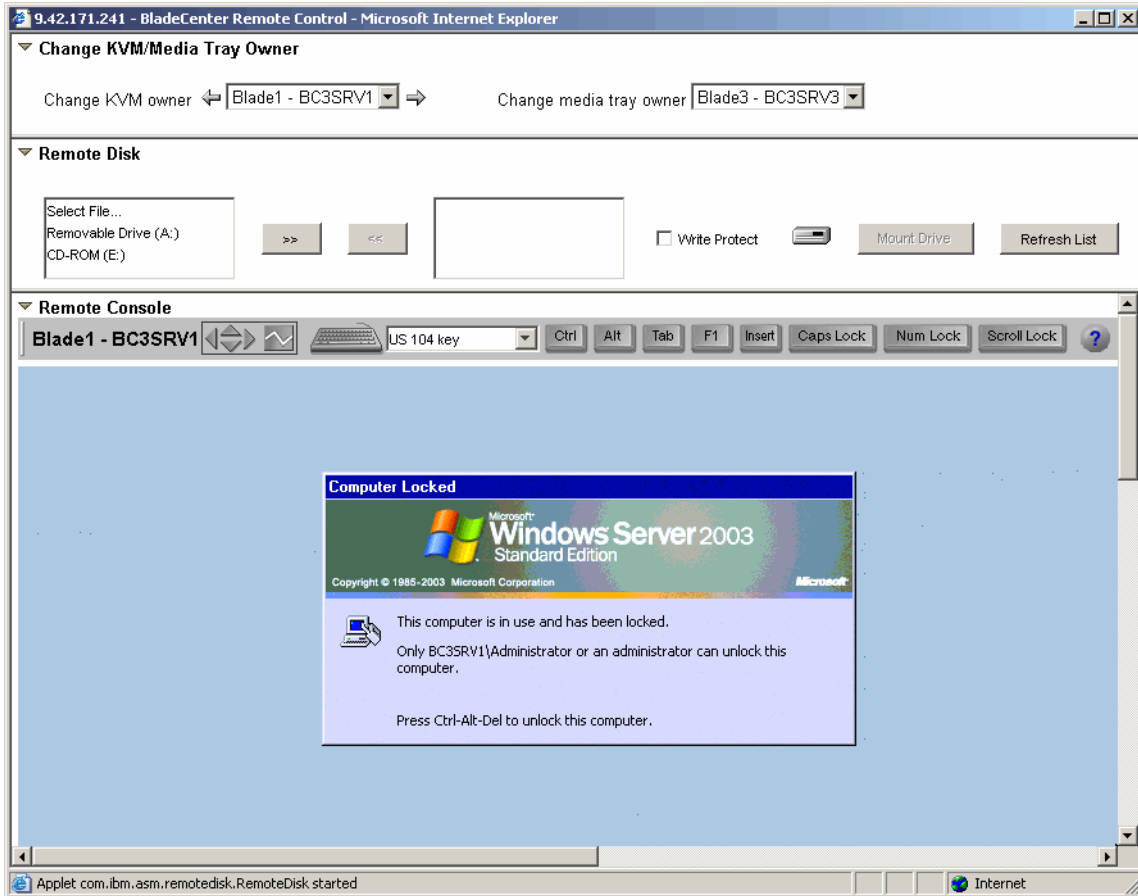 9.42.171.241 - BladeCenter Remote Control - Microsoft Internet Explorer
Change KVM/Media Tray Owner
Change KVM owner Blade1 - BC3SRV1 Change media tray owner Blade3 - BC3SRV3
Remote Disk
Select File...
Removable Drive (A:)
CD-ROM (E:)
>> << Write Protect Mount Drive Refresh List
Remote Console
Blade1 - BC3SRV1 US 104 key Ctrl Alt Tab F1 Insert Caps Lock Num Lock Scroll Lock ?
Computer Locked
Microsoft
Windows Server 2003
Standard Edition
Copyright © 1985-2003 Microsoft Corporation Microsoft
This computer is in use and has been locked.
Only BC3SRV1\Administrator or an administrator can unlock this
computer.
Press Ctrl-Alt-Del to unlock this computer.
Applet com.ibm.asm.remotedisk.RemoteDisk started Internet